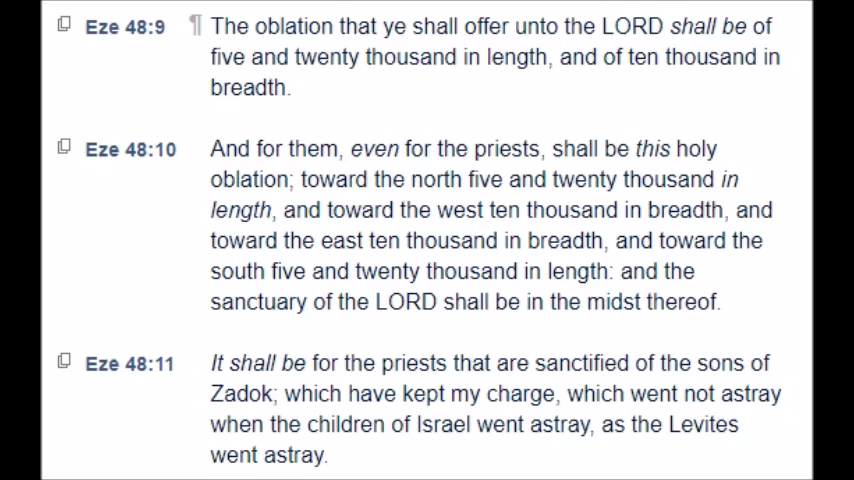 Eze 48:9 ¶ The oblation that ye shall offer unto the LORD shall be of
five and twenty thousand in length, and of ten thousand in
breadth.
Eze 48:10 And for them, even for the priests, shall be this holy
oblation; toward the north five and twenty thousand in
length, and toward the west ten thousand in breadth, and
toward the east ten thousand in breadth, and toward the
south five and twenty thousand in length: and the
sanctuary of the LORD shall be in the midst thereof.
Eze 48:11 It shall be for the priests that are sanctified of the sons of
Zadok; which have kept my charge, which went not astray
when the children of Israel went astray, as the Levites
went astray.